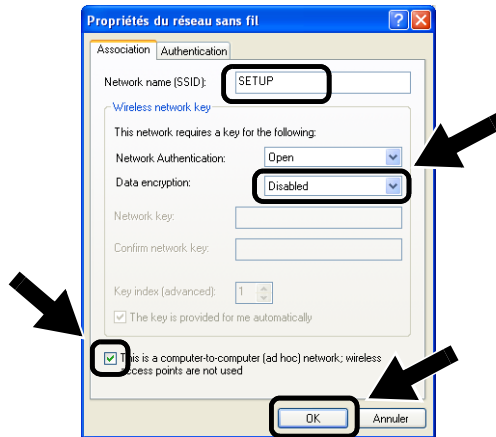 Propriétés du réseau sans fil
Association Authentication
Network name (SSID): SETUP
Wireless network key
This network requires a key for the following:
Network Authentication: Open
Data encryption: Disabled
Network key:
Confirm network key:
Key index (advanced): 1
The key is provided for me automatically
This is a computer-to-computer (ad hoc) network; wireless
access points are not used
OK Annuler